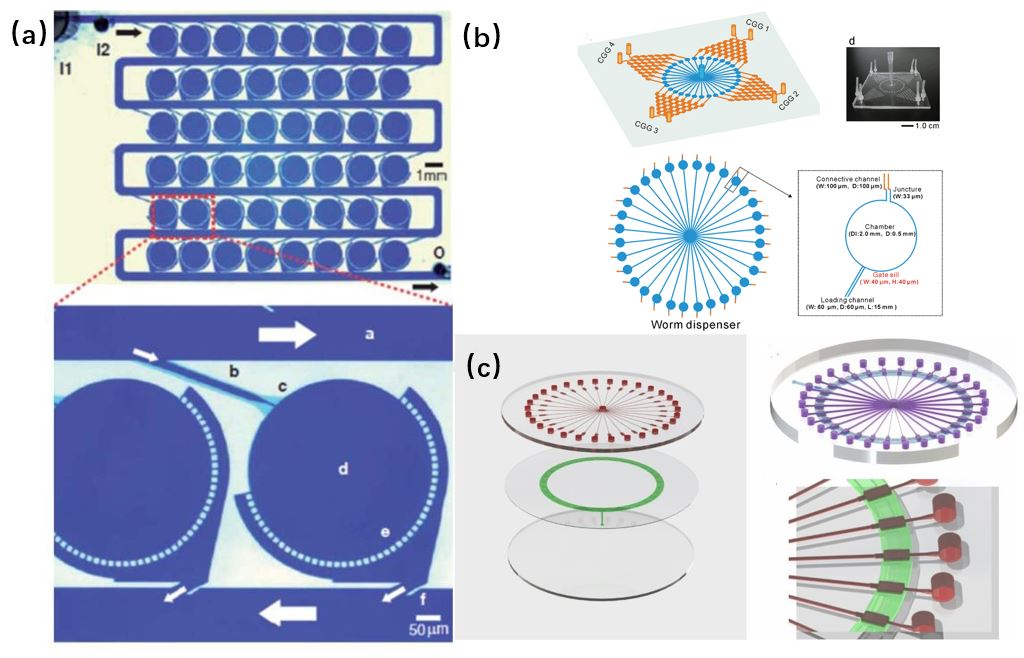 (a)
I1
I2
1mm
O
a
b
c
d
e
f
50μm
(b)
CGG 1
CGG 4
CGG 2
CGG 3
d
1.0 cm
Connective channel
(W:100 μm, D:100 μm)
Juncture
(W:33 μm)
Chamber
(DI:2.0 mm, D:0.5 mm)
Gate sill
(W:40 μm, H:40 μm)
Loading channel
(W: 60 μm, D:60 μm, L:15 mm)
Worm dispenser
(c)